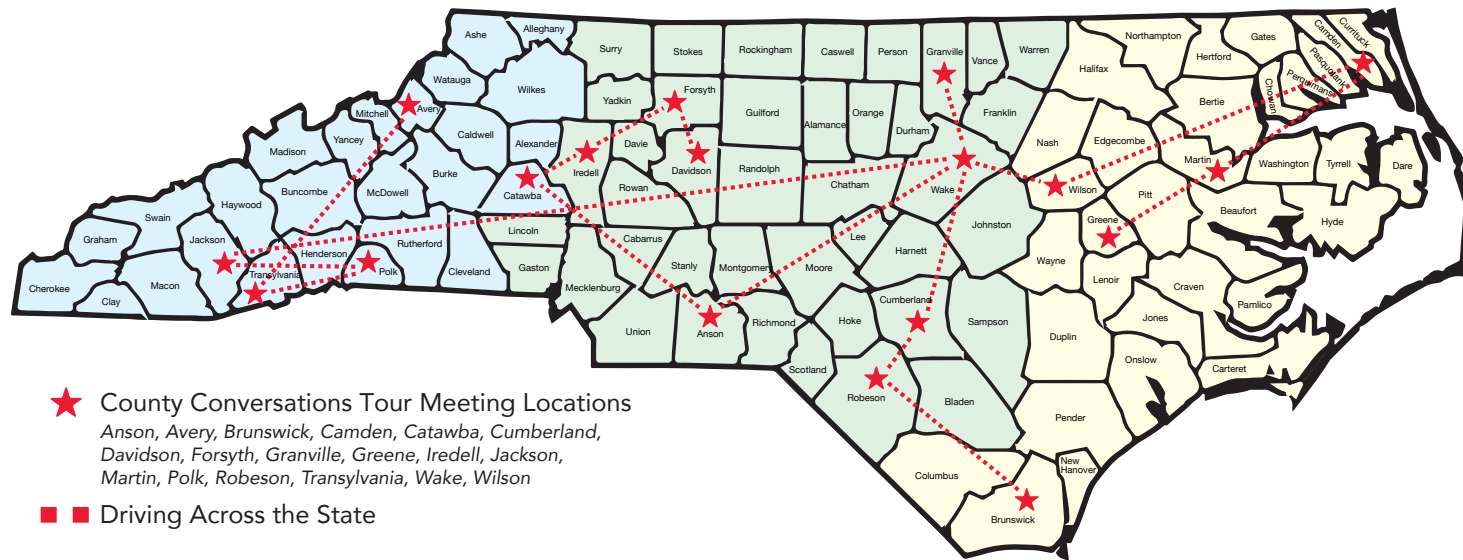 Ashe
Alleghany
Surry
Stokes
Rockingham
Caswell
Person
Granville
Vance
Warren
Northampton
Gates
Camden
Currituck
Halifax
Hertford
Pasquotank
Perquimans
Chowan
Watauga
Wilkes
Yadkin
Forsyth
Guilford
Alamance
Orange
Durham
Franklin
Bertie
Mitchell
Avery
Yancey
Caldwell
Alexander
Iredell
Davie
Davidson
Randolph
Chatham
Wake
Nash
Edgecombe
Martin
Washington
Tyrrell
Dare
Madison
Buncombe
McDowell
Burke
Catawba
Rowan
Wilson
Pitt
Beaufort
Hyde
Haywood
Swain
Graham
Jackson
Henderson
Rutherford
Lincoln
Cabarrus
Lee
Harnett
Johnston
Greene
Wayne
Cherokee
Clay
Macon
Transylvania
Polk
Cleveland
Gaston
Mecklenburg
Stanly
Montgomery
Moore
Lenoir
Craven
Pamlico
Union
Anson
Richmond
Hoke
Cumberland
Sampson
Duplin
Jones
Onslow
Carteret
Scotland
Robeson
Bladen
Pender
Columbus
New
Hanover
Brunswick
County Conversations Tour Meeting Locations
Anson, Avery, Brunswick, Camden, Catawba, Cumberland,
Davidson, Forsyth, Granville, Greene, Iredell, Jackson,
Martin, Polk, Robeson, Transylvania, Wake, Wilson
Driving Across the State